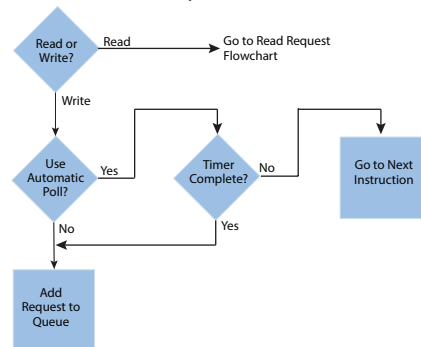 Read or
Write?
Read
Go to Read Request
Flowchart
Write
Use
Automatic
Poll?
Yes
Timer
Complete?
No
Go to Next
Instruction
No
Yes
Add
Request to
Queue